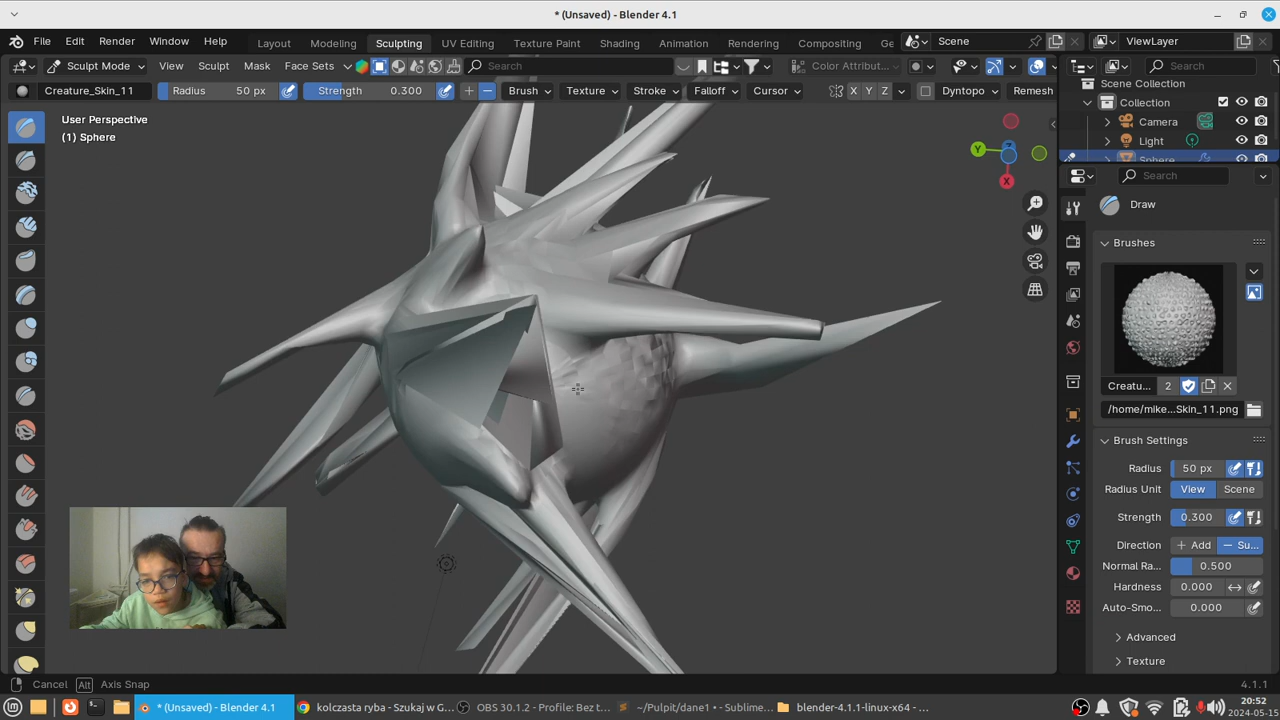 * (Unsaved) - Blender 4.1
File Edit Render Window Help Layout Modeling Sculpting UV Editing Texture Paint Shading Animation Rendering Compositing Ge Scene ViewLayer
Sculpt Mode View Sculpt Mask Face Sets Search Color Attribut... Search
Creature_Skin_11 Radius 50 px Strength 0.300 Brush Texture Stroke Falloff Cursor X Y Z Dyntopo Remesh
Scene Collection
Collection
Camera
Light
Sphere
User Perspective
(1) Sphere
Y
Z
X
Search
Draw
Brushes
Creatu... 2
/home/mike...Skin_11.png
Brush Settings
Radius 50 px
Radius Unit View Scene
Strength 0.300
Direction Add Su...
Normal Ra... 0.500
Hardness 0.000
Auto-Smo... 0.000
Advanced
Texture
Cancel Alt Axis Snap 4.1.1
* (Unsaved) - Blender 4.1 kolczasta ryba - Szukaj w G... OBS 30.1.2 - Profile: Bez t... ~/Pulpit/dane1 • - Sublime... blender-4.1.1-linux-x64 - ... 20:52
2024-05-15